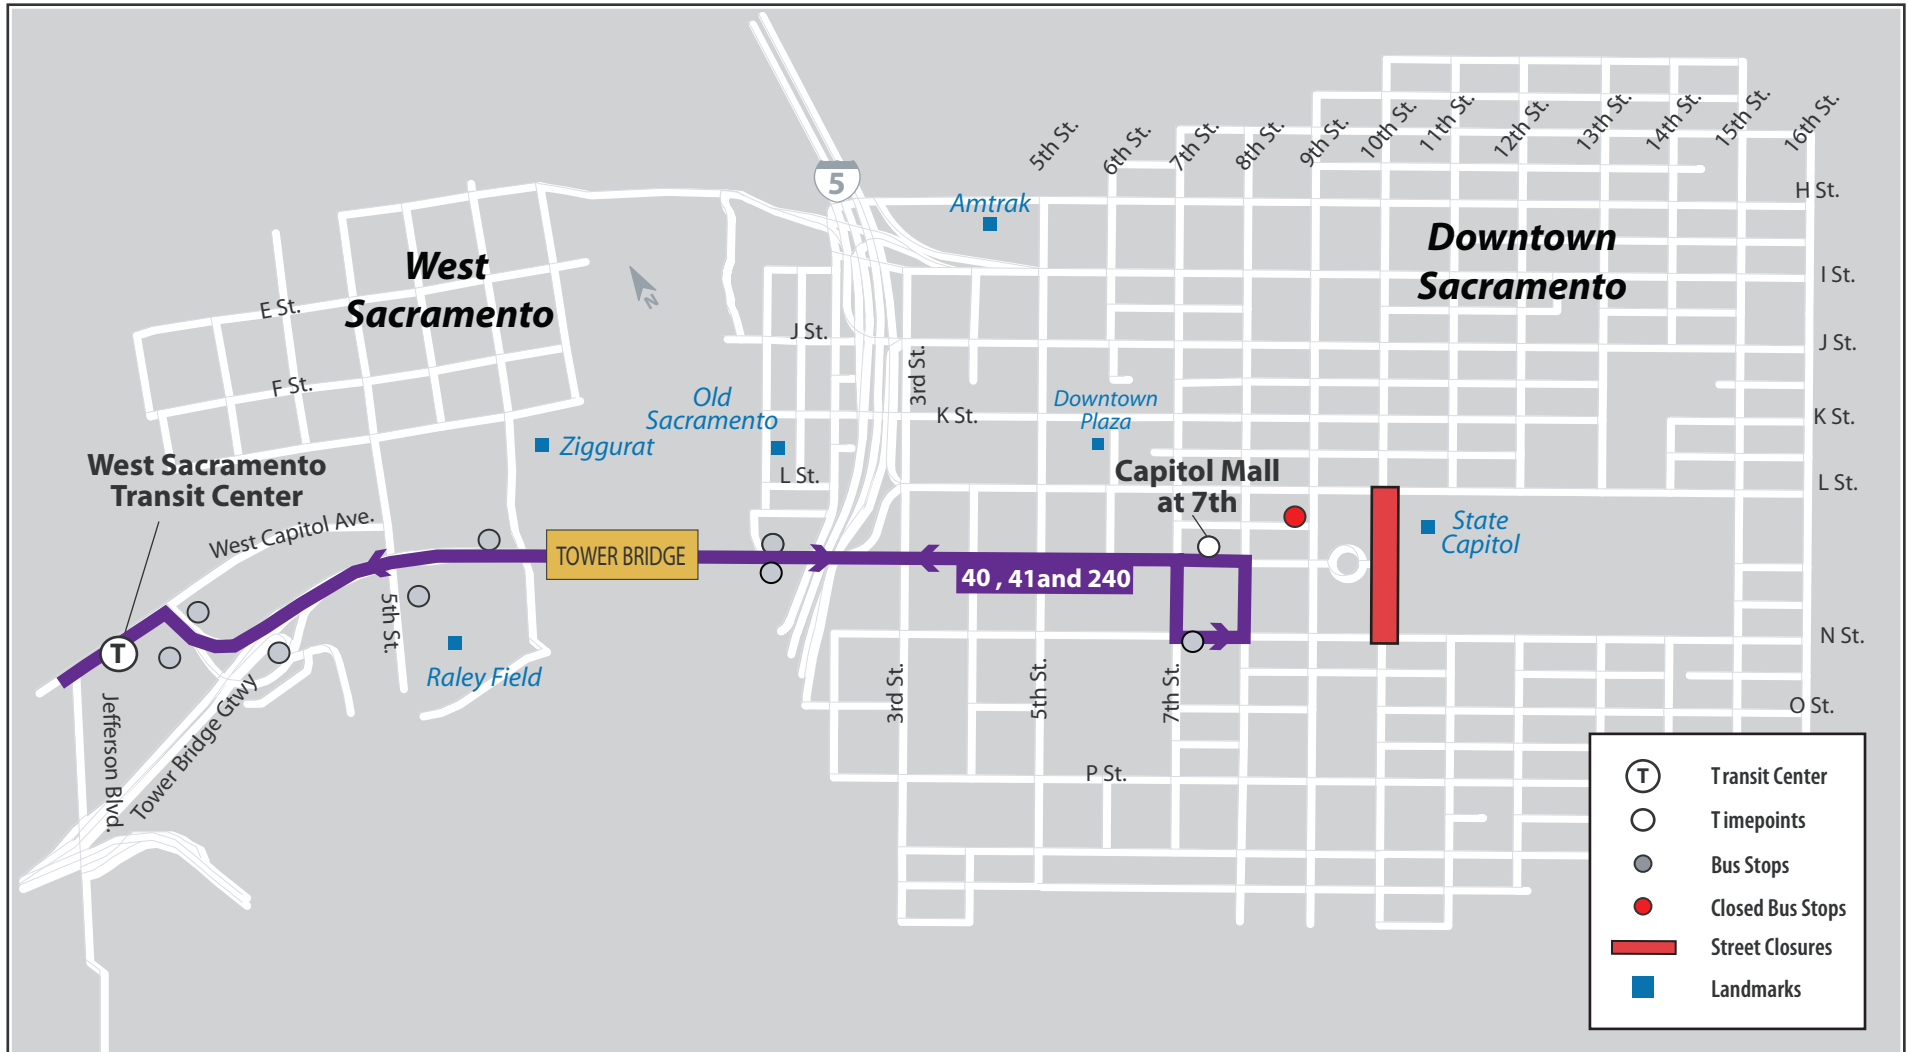 5th St.
6th St.
7th St.
8th St.
9th St.
10th St.
11th St.
12th St.
13th St.
14th St.
15th St.
16th St.
5
H St.
Amtrak
West
Sacramento
Downtown
Sacramento
N
I St.
E St.
J St.
J St.
3rd St.
F St.
Old
Sacramento
K St.
Downtown
Plaza
K St.
Ziggurat
West Sacramento
Transit Center
L St.
Capitol Mall
at 7th
L St.
West Capitol Ave.
State
Capitol
TOWER BRIDGE
40 , 41and 240
5th St.
T
N St.
Raley Field
3rd St.
5th St.
7th St.
O St.
Jefferson Blvd.
Tower Bridge Gtwy
P St.
T Transit Center
Timepoints
Bus Stops
Closed Bus Stops
Street Closures
Landmarks